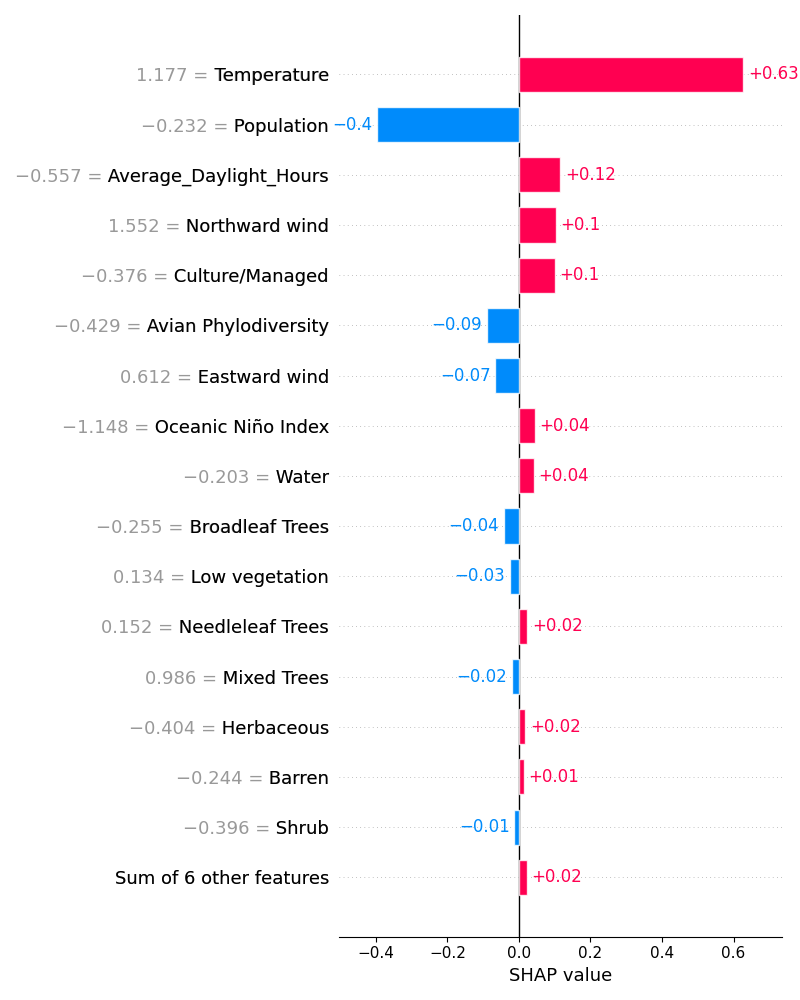 1.177 = Temperature +0.63
−0.232 = Population −0.4
−0.557 = Average_Daylight_Hours +0.12
1.552 = Northward wind +0.1
−0.376 = Culture/Managed +0.1
−0.429 = Avian Phylodiversity −0.09
0.612 = Eastward wind −0.07
−1.148 = Oceanic Niño Index +0.04
−0.203 = Water +0.04
−0.255 = Broadleaf Trees −0.04
0.134 = Low vegetation −0.03
0.152 = Needleleaf Trees +0.02
0.986 = Mixed Trees −0.02
−0.404 = Herbaceous +0.02
−0.244 = Barren +0.01
−0.396 = Shrub −0.01
Sum of 6 other features +0.02
−0.4 −0.2 0.0 0.2 0.4 0.6
SHAP value